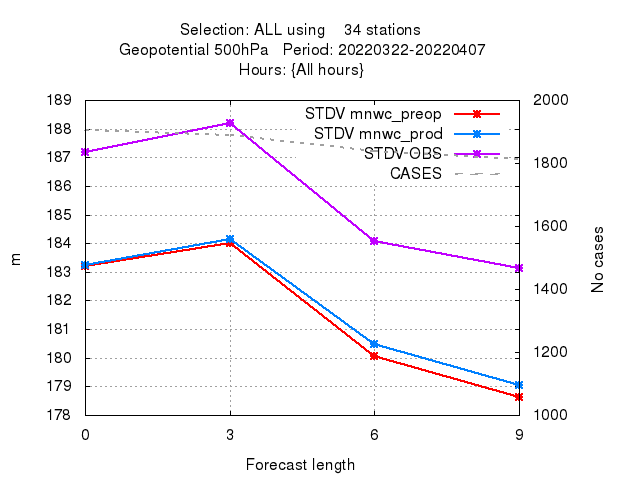 Selection: ALL using 34 stations
Geopotential 500hPa Period: 20220322-20220407
Hours: {All hours}
STDV mnwc_preop
STDV mnwc_prod
STDV OBS
CASES
189
188
187
186
185
184
183
182
181
180
179
178
2000
1800
1600
1400
1200
1000
m
No cases
0 3 6 9
Forecast length